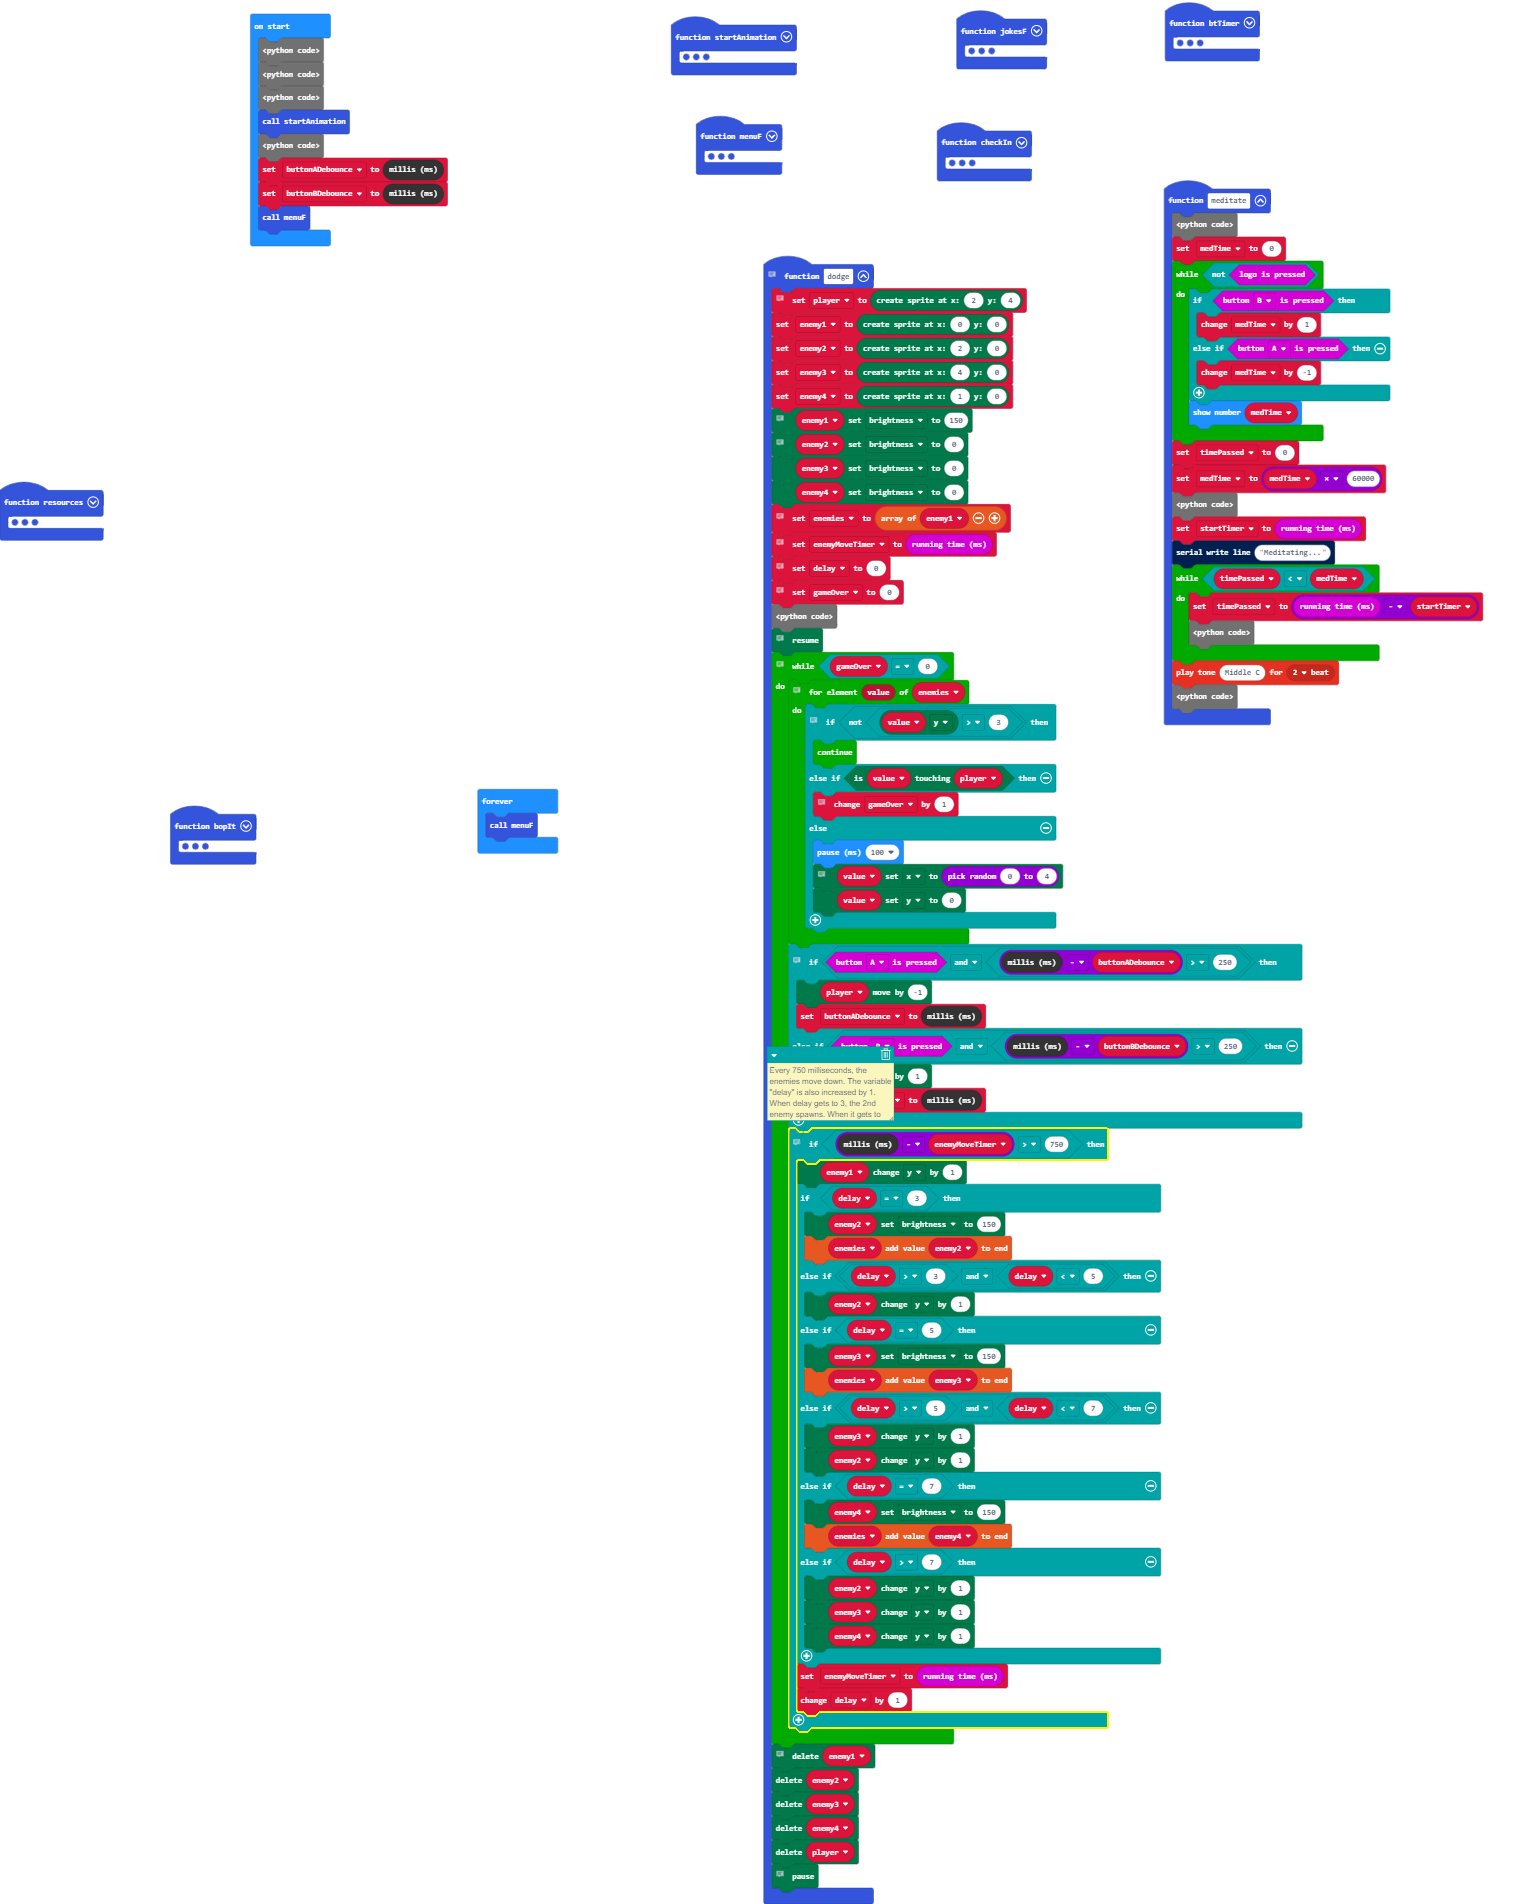 on start
<python code>
<python code>
<python code>
call startAnimation
<python code>
set buttonADebounce to millis (ms)
set buttonBDebounce to millis (ms)
call menuF
function startAnimation
function jokesF
function btTimer
function menuF
function checkIn
function resources
function bopIt
forever
call menuF
function meditate
<python code>
set medTime to 0
while not logo is pressed
do
if button B is pressed then
change medTime by 1
else if button A is pressed then
change medTime by -1
show number medTime
set timePassed to 0
set medTime to medTime × 60000
<python code>
set startTimer to running time (ms)
serial write line "Meditating..."
while timePassed < medTime
do
set timePassed to running time (ms) - startTimer
<python code>
play tone Middle C for 2 beat
<python code>
function dodge
set player to create sprite at x: 2 y: 4
set enemy1 to create sprite at x: 0 y: 0
set enemy2 to create sprite at x: 2 y: 0
set enemy3 to create sprite at x: 4 y: 0
set enemy4 to create sprite at x: 1 y: 0
enemy1 set brightness to 150
enemy2 set brightness to 0
enemy3 set brightness to 0
enemy4 set brightness to 0
set enemies to array of enemy1
set enemyMoveTimer to running time (ms)
set delay to 0
set gameOver to 0
<python code>
resume
while gameOver = 0
do
for element value of enemies
do
if not value y > 3 then
continue
else if is value touching player then
change gameOver by 1
else
pause (ms) 100
value set x to pick random 0 to 4
value set y to 0
if button A is pressed and millis (ms) - buttonADebounce > 250 then
player move by -1
set buttonADebounce to millis (ms)
is pressed and millis (ms) - buttonBDebounce > 250 then
by 1
to millis (ms)
Every 750 milliseconds, the
enemies move down. The variable
"delay" is also increased by 1.
When delay gets to 3, the 2nd
enemy spawns. When it gets to
if millis (ms) - enemyMoveTimer > 750 then
enemy1 change y by 1
if delay = 3 then
enemy2 set brightness to 150
enemies add value enemy2 to end
else if delay > 3 and delay < 5 then
enemy2 change y by 1
else if delay = 5 then
enemy3 set brightness to 150
enemies add value enemy3 to end
else if delay > 5 and delay < 7 then
enemy3 change y by 1
enemy2 change y by 1
else if delay = 7 then
enemy4 set brightness to 150
enemies add value enemy4 to end
else if delay > 7 then
enemy2 change y by 1
enemy3 change y by 1
enemy4 change y by 1
set enemyMoveTimer to running time (ms)
change delay by 1
delete enemy1
delete enemy2
delete enemy3
delete enemy4
delete player
pause